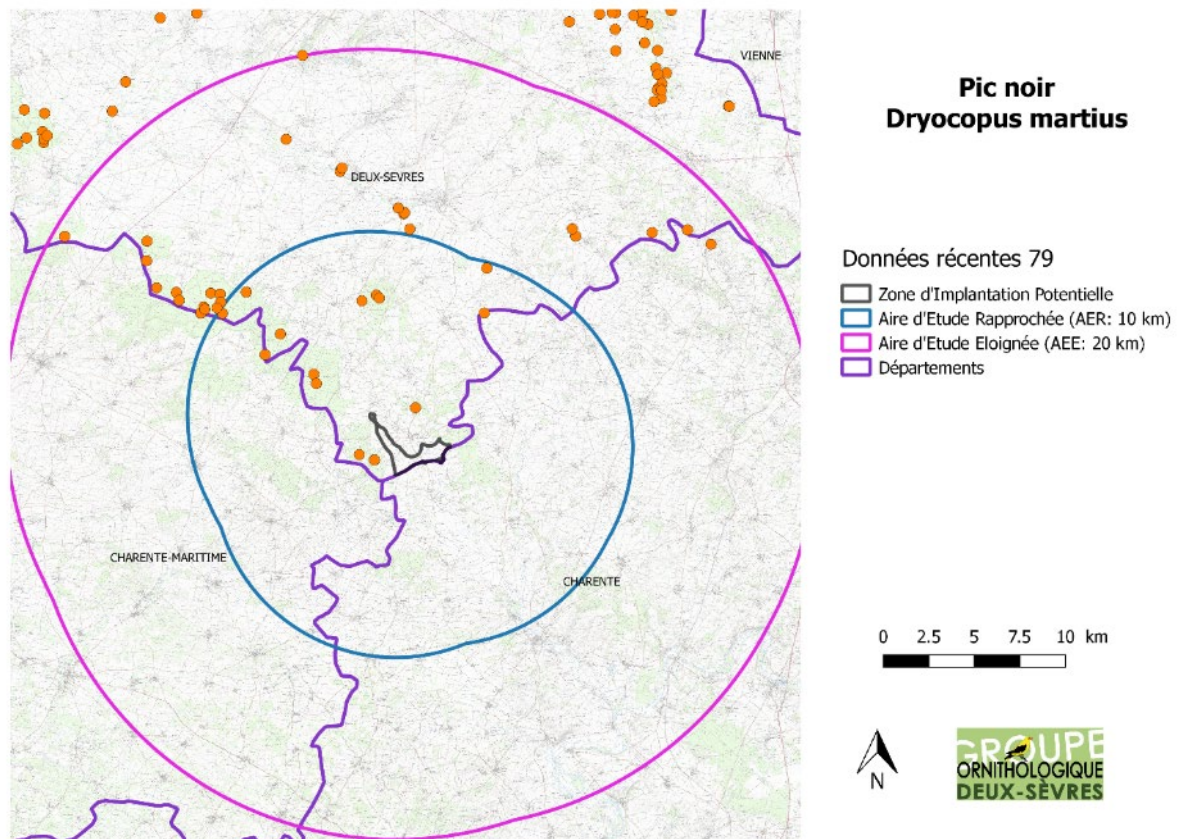 VIENNE
DEUX-SEVRES
CHARENTE-MARITIME
CHARENTE
Pic noir
Dryocopus martius
Données récentes 79
Zone d'Implantation Potentielle
Aire d'Etude Rapprochée (AER: 10 km)
Aire d'Etude Eloignée (AEE: 20 km)
Départements
0 2.5 5 7.5 10 km
N
GROUPE
ORNITHOLOGIQUE
DEUX-SÈVRES